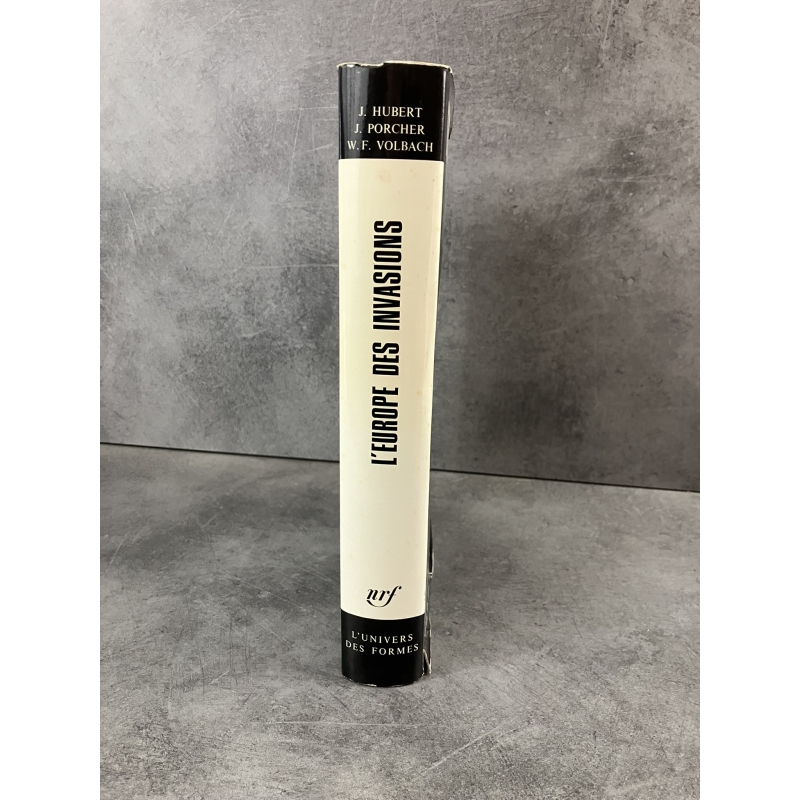 J. HUBERT
J. PORCHER
W. F. VOLBACH
L'EUROPE DES INVASIONS
nrf
L'UNIVERS
DES FORMES